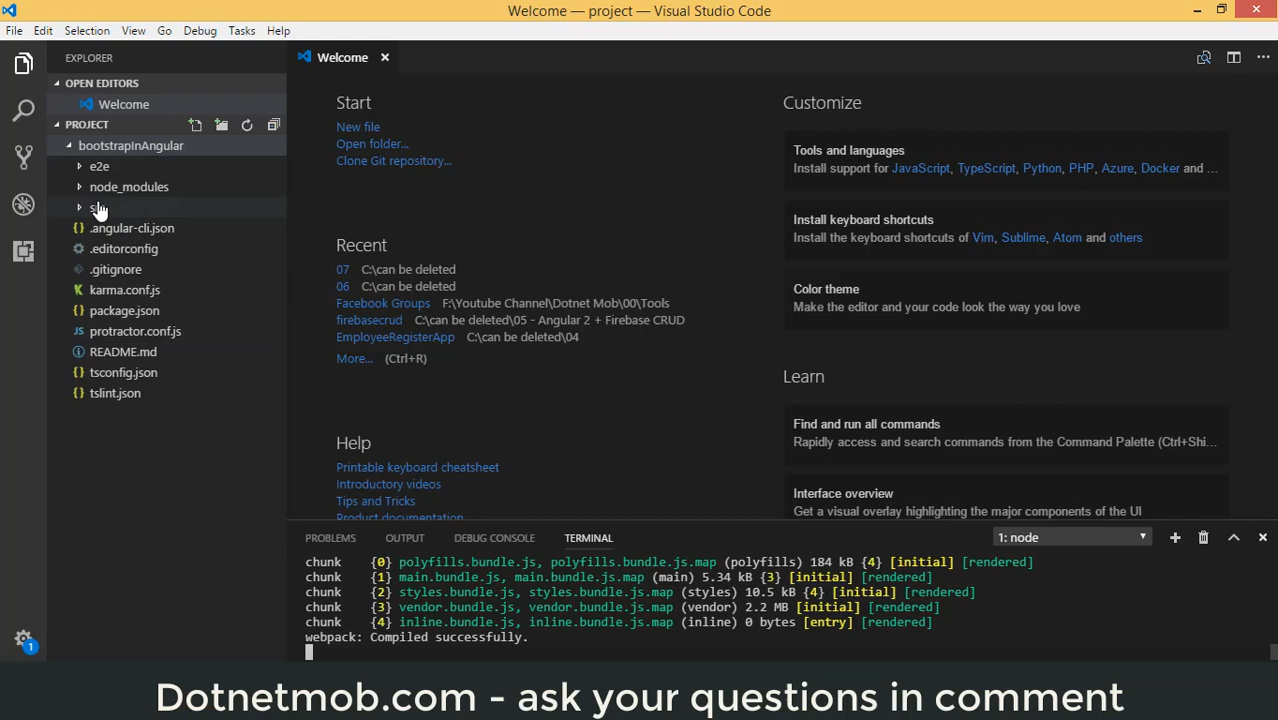 Welcome — project — Visual Studio Code
File Edit Selection View Go Debug Tasks Help
EXPLORER
OPEN EDITORS
Welcome
PROJECT
bootstrapInAngular
e2e
node_modules
.angular-cli.json
.editorconfig
.gitignore
karma.conf.js
package.json
JS protractor.conf.js
README.md
tsconfig.json
tslint.json
1
Welcome
Start
New file
Open folder...
Clone Git repository...
Recent
07 C:\can be deleted
06 C:\can be deleted
Facebook Groups F:\Youtube Channel\Dotnet Mob\00\Tools
firebasecrud C:\can be deleted\05 - Angular 2 + Firebase CRUD
EmployeeRegisterApp C:\can be deleted\04
More... (Ctrl+R)
Help
Printable keyboard cheatsheet
Introductory videos
Tips and Tricks
Product documentation
Customize
Tools and languages
Install support for JavaScript, TypeScript, Python, PHP, Azure, Docker and ...
Install keyboard shortcuts
Install the keyboard shortcuts of Vim, Sublime, Atom and others
Color theme
Make the editor and your code look the way you love
Learn
Find and run all commands
Rapidly access and search commands from the Command Palette (Ctrl+Shi...
Interface overview
Get a visual overlay highlighting the major components of the UI
PROBLEMS OUTPUT DEBUG CONSOLE TERMINAL 1: node
chunk {0} polyfills.bundle.js, polyfills.bundle.js.map (polyfills) 184 kB {4} [initial] [rendered]
chunk {1} main.bundle.js, main.bundle.js.map (main) 5.34 kB {3} [initial] [rendered]
chunk {2} styles.bundle.js, styles.bundle.js.map (styles) 10.5 kB {4} [initial] [rendered]
chunk {3} vendor.bundle.js, vendor.bundle.js.map (vendor) 2.2 MB [initial] [rendered]
chunk {4} inline.bundle.js, inline.bundle.js.map (inline) 0 bytes [entry] [rendered]
webpack: Compiled successfully.
Dotnetmob.com - ask your questions in comment